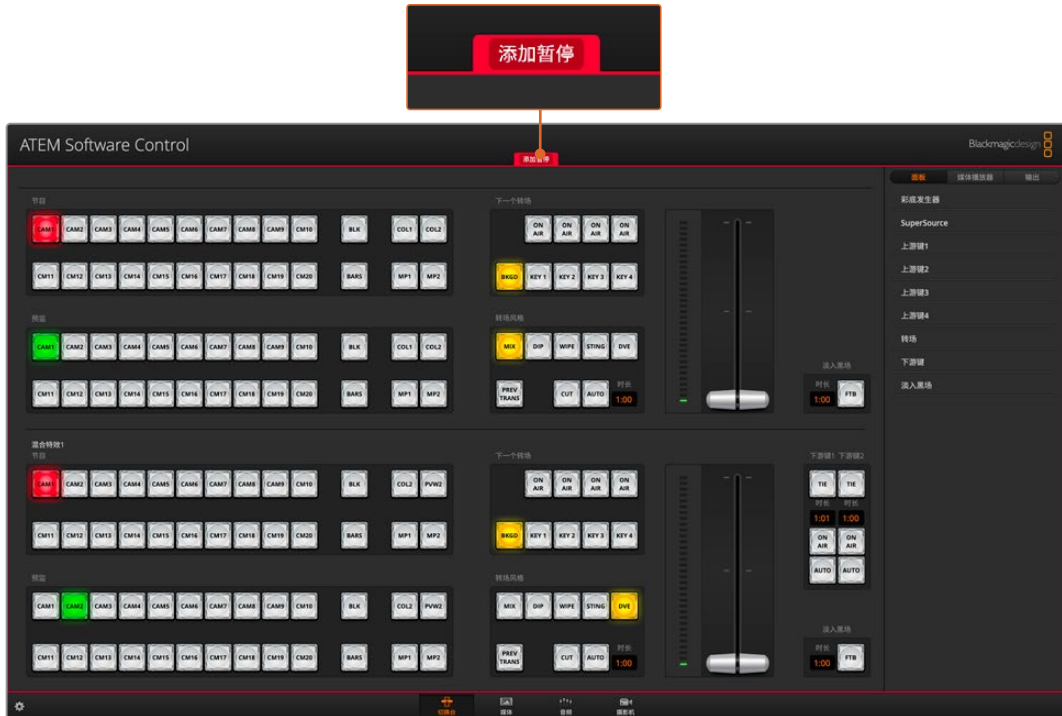 添加暂停
ATEM Software Control
添加暂停
Blackmagicdesign
面板 媒体播放器 输出
彩底发生器
SuperSource
上游键1
上游键2
上游键3
上游键4
转场
下游键
淡入黑场
节目
CAM1 CAM2 CAM3 CAM4 CAM5 CAM6 CAM7 CAM8 CAM9 CM10 BLK COL1 COL2
CM11 CM12 CM13 CM14 CM15 CM16 CM17 CM18 CM19 CM20 BARS MP1 MP2
下一个转场
ON AIR ON AIR ON AIR ON AIR
BKGD KEY 1 KEY 2 KEY 3 KEY 4
预监
CAM1 CAM2 CAM3 CAM4 CAM5 CAM6 CAM7 CAM8 CAM9 CM10 BLK COL1 COL2
CM11 CM12 CM13 CM14 CM15 CM16 CM17 CM18 CM19 CM20 BARS MP1 MP2
转场风格
MIX DIP WIPE STING DVE
PREV TRANS CUT AUTO 时长 1:00
淡入黑场
时长 1:00 FTB
混合特效1
节目
CAM1 CAM2 CAM3 CAM4 CAM5 CAM6 CAM7 CAM8 CAM9 CM10 BLK COL2 PVW2
CM11 CM12 CM13 CM14 CM15 CM16 CM17 CM18 CM19 CM20 BARS MP1 MP2
下一个转场
ON AIR ON AIR ON AIR ON AIR
BKGD KEY 1 KEY 2 KEY 3 KEY 4
下游键1 下游键2
TIE TIE
时长 时长
1:01 1:00
ON AIR ON AIR
AUTO AUTO
预监
CAM1 CAM2 CAM3 CAM4 CAM5 CAM6 CAM7 CAM8 CAM9 CM10 BLK COL2 PVW2
CM11 CM12 CM13 CM14 CM15 CM16 CM17 CM18 CM19 CM20 BARS MP1 MP2
转场风格
MIX DIP WIPE STING DVE
PREV TRANS CUT AUTO 时长 1:00
淡入黑场
时长 1:00 FTB
切换台 媒体 音频 摄影机